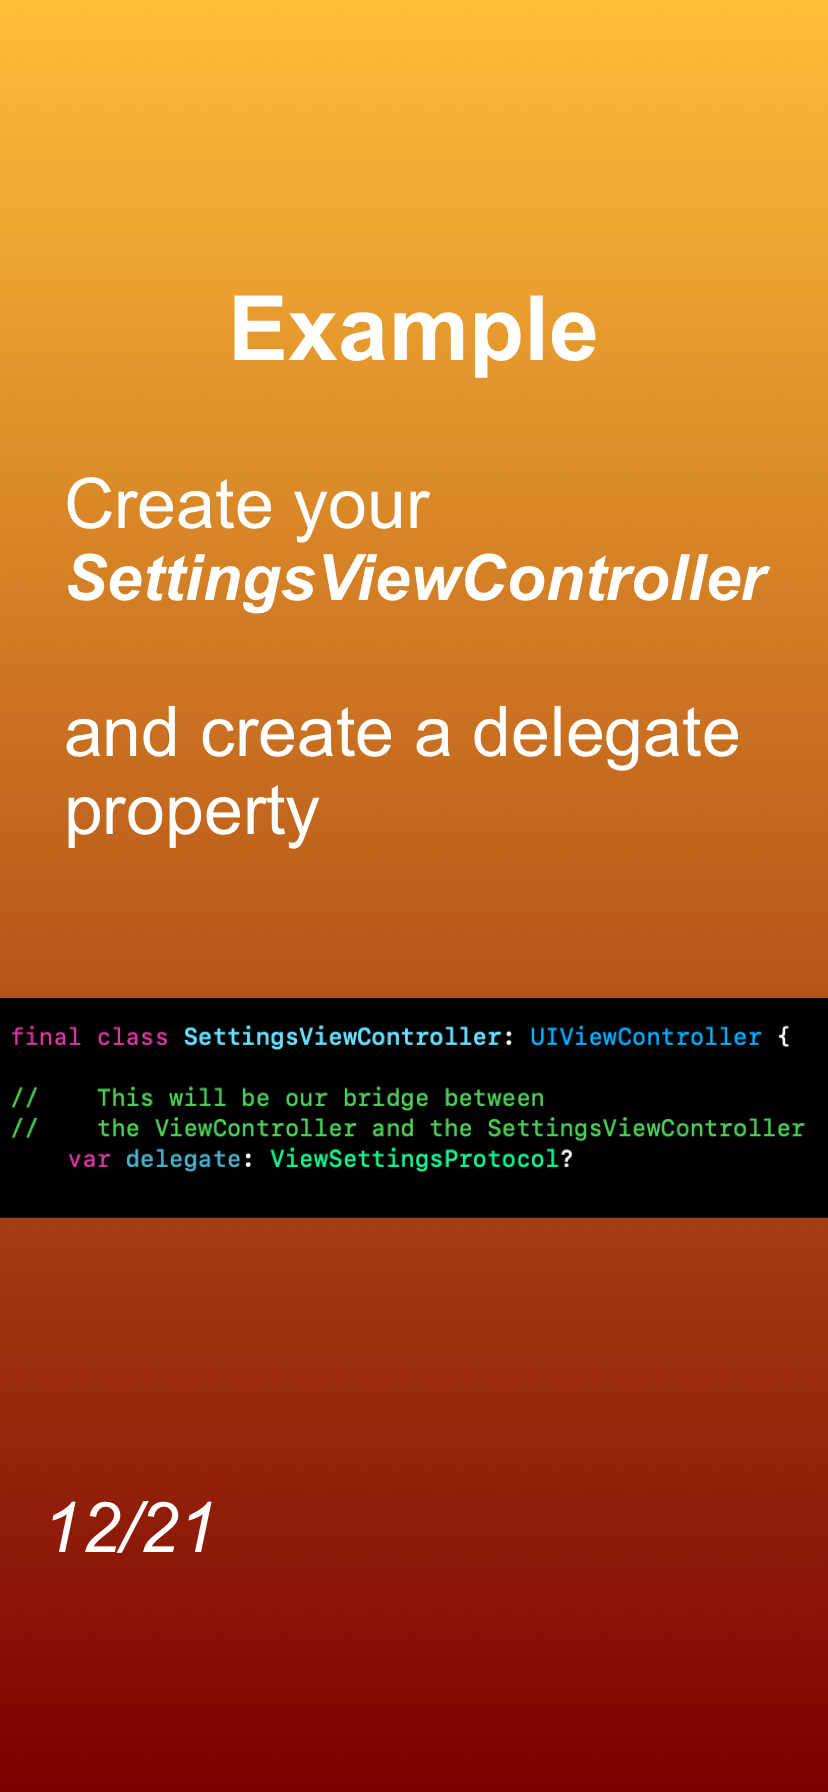 Example
Create your
SettingsViewController
and create a delegate
property
final class SettingsViewController: UIViewController {
//    This will be our bridge between
//    the ViewController and the SettingsViewController
    var delegate: ViewSettingsProtocol?
12/21